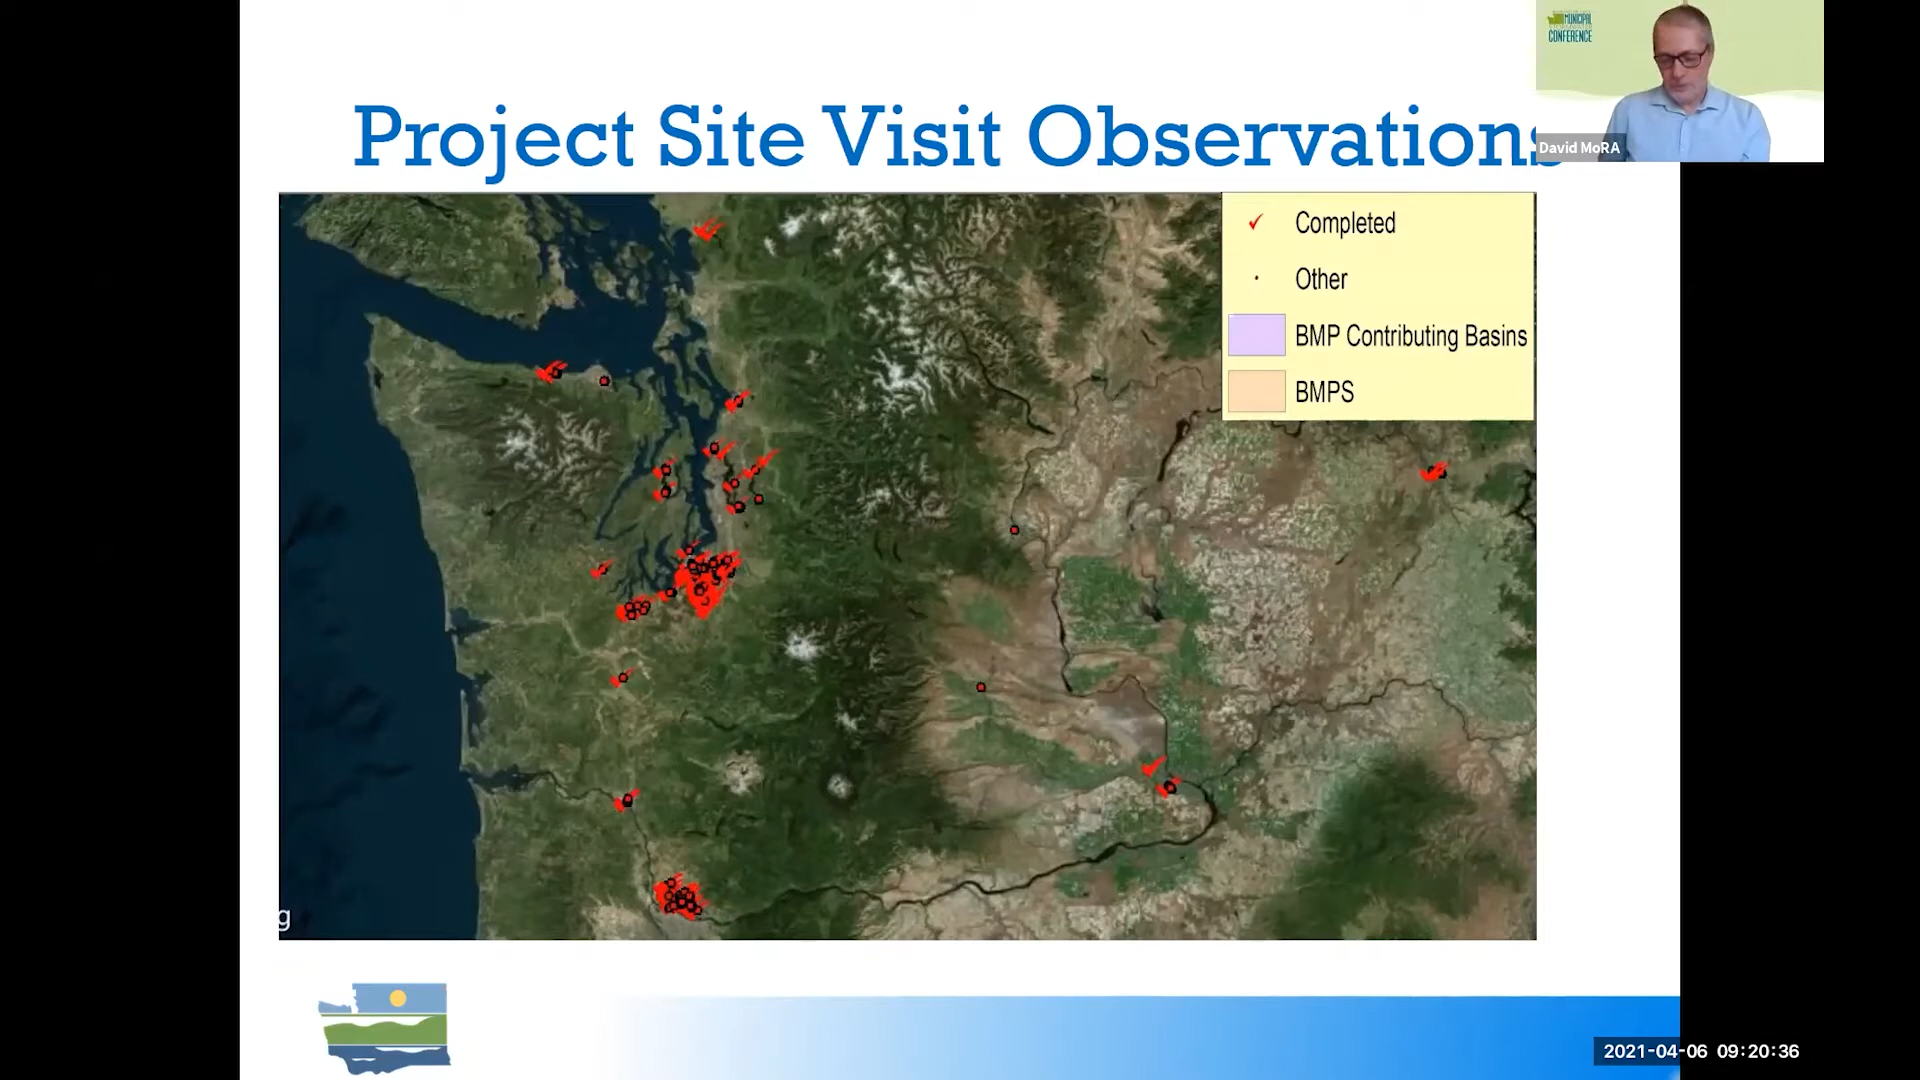 MUNICIPAL
CONFERENCE
David MoRA
Project Site Visit Observations
Completed
Other
BMP Contributing Basins
BMPS
g
2021-04-06 09:20:36